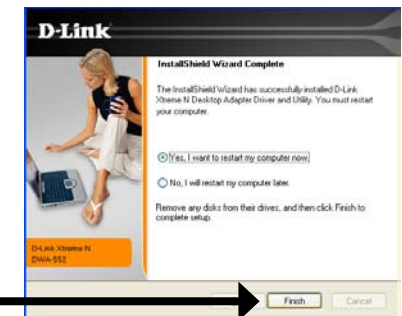 D-Link
InstallShield Wizard Complete
The InstallShield Wizard has successfully installed D-Link
Xtreme N Desktop Adapter Driver and Utility. You must restart
your computer.
Yes, I want to restart my computer now.
No, I will restart my computer later.
Remove any disks from their drives, and then click Finish to
complete setup.
D-Link Xtreme N
DWA-552
Finish
Cancel